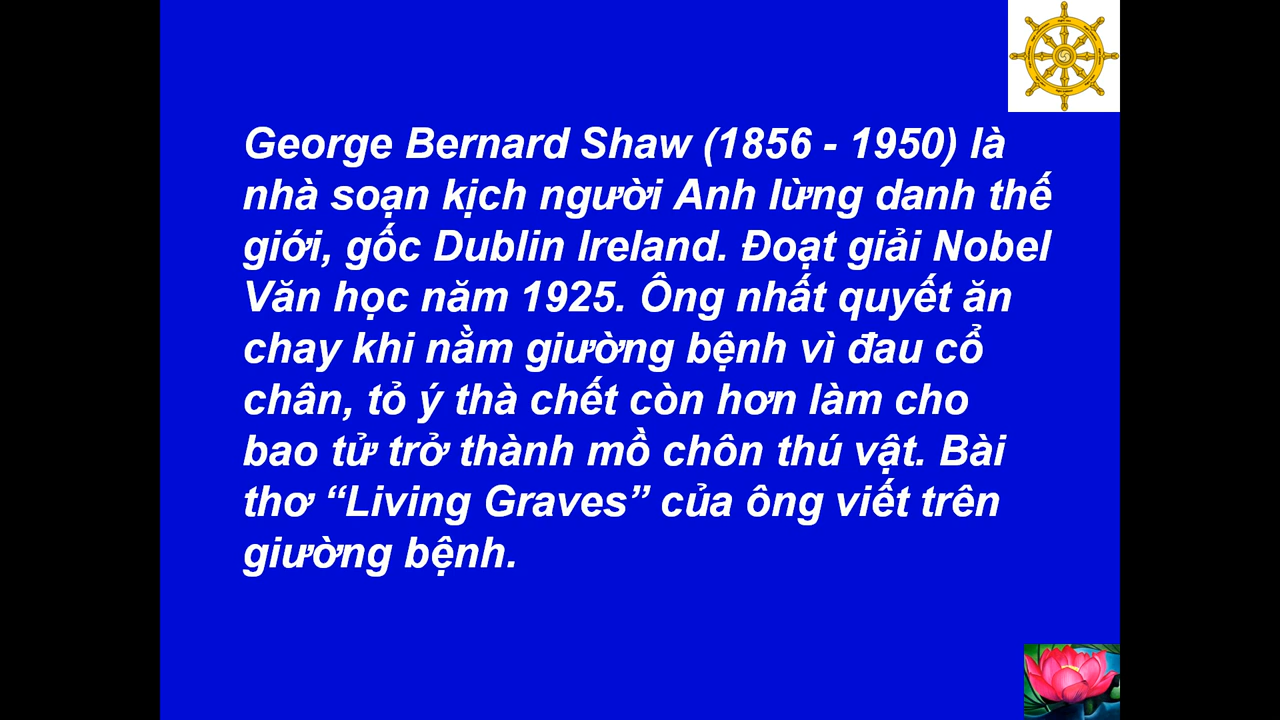 George Bernard Shaw (1856 - 1950) là
nhà soạn kịch người Anh lừng danh thế
giới, gốc Dublin Ireland. Đoạt giải Nobel
Văn học năm 1925. Ông nhất quyết ăn
chay khi nằm giường bệnh vì đau cổ
chân, tỏ ý thà chết còn hơn làm cho
bao tử trở thành mồ chôn thú vật. Bài
thơ “Living Graves” của ông viết trên
giường bệnh.